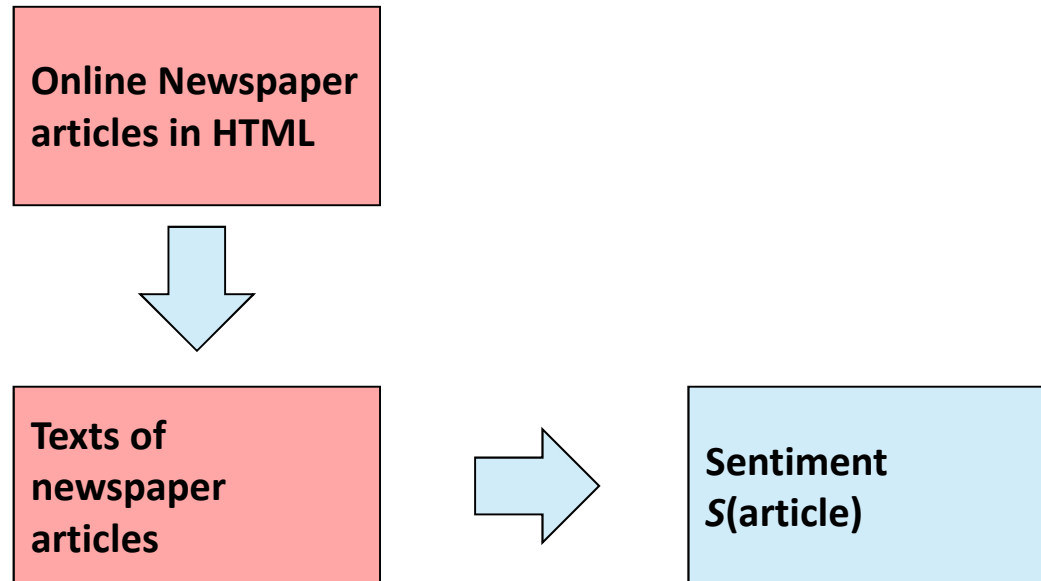 Online Newspaper
articles in HTML
Texts of
newspaper
articles
Sentiment
S(article)